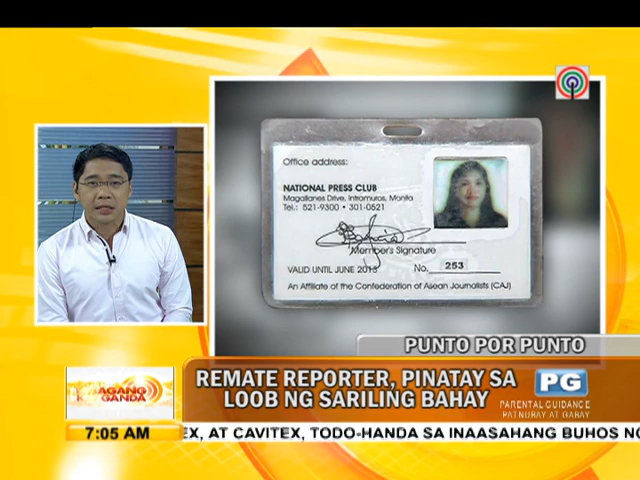 Office address:
NATIONAL PRESS CLUB
Magallanes Drive, Intramuros, Manila
Tel.: 521-9300 • 301-0521
Member's Signature
VALID UNTIL JUNE 2013 No. 253
An Affiliate of the Confederation of Asean Journalists (CAJ)
PUNTO POR PUNTO
REMATE REPORTER, PINATAY SA
LOOB NG SARILING BAHAY
PG
PARENTAL GUIDANCE
PATNUBAY AT GABAY
7:05 AM
EX, AT CAVITEX, TODO-HANDA SA INAASAHANG BUHOS NG